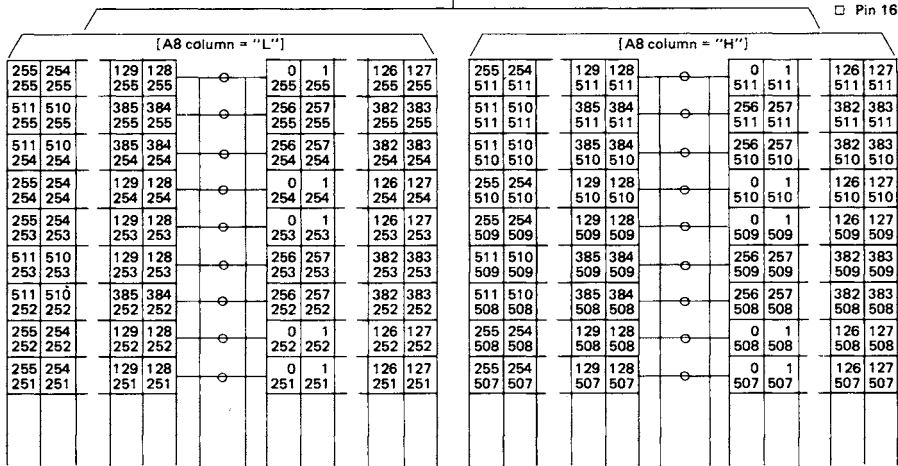 □ Pin 16
[A8 column = "L"] [A8 column = "H"]
255 254 129 128 0 1 126 127 255 254 129 128 0 1 126 127
255 255 255 255 255 255 255 255 511 511 511 511 511 511 511 511
511 510 385 384 256 257 382 383 511 510 385 384 256 257 382 383
255 255 255 255 255 255 255 255 511 511 511 511 511 511 511 511
511 510 385 384 256 257 382 383 511 510 385 384 256 257 382 383
254 254 254 254 254 254 254 254 510 510 510 510 510 510 510 510
255 254 129 128 0 1 126 127 255 254 129 128 0 1 126 127
254 254 254 254 254 254 254 254 510 510 510 510 510 510 510 510
255 254 129 128 0 1 126 127 255 254 129 128 0 1 126 127
253 253 253 253 253 253 253 253 509 509 509 509 509 509 509 509
511 510 129 128 256 257 382 383 511 510 385 384 256 257 382 383
253 253 253 253 253 253 253 253 509 509 509 509 509 509 509 509
511 510 385 384 256 257 382 383 511 510 385 384 256 257 382 383
252 252 252 252 252 252 252 252 508 508 508 508 508 508 508 508
255 254 129 128 0 1 126 127 255 254 129 128 0 1 126 127
252 252 252 252 252 252 252 252 508 508 508 508 508 508 508 508
255 254 129 128 0 1 126 127 255 254 129 128 0 1 126 127
251 251 251 251 251 251 251 251 507 507 507 507 507 507 507 507